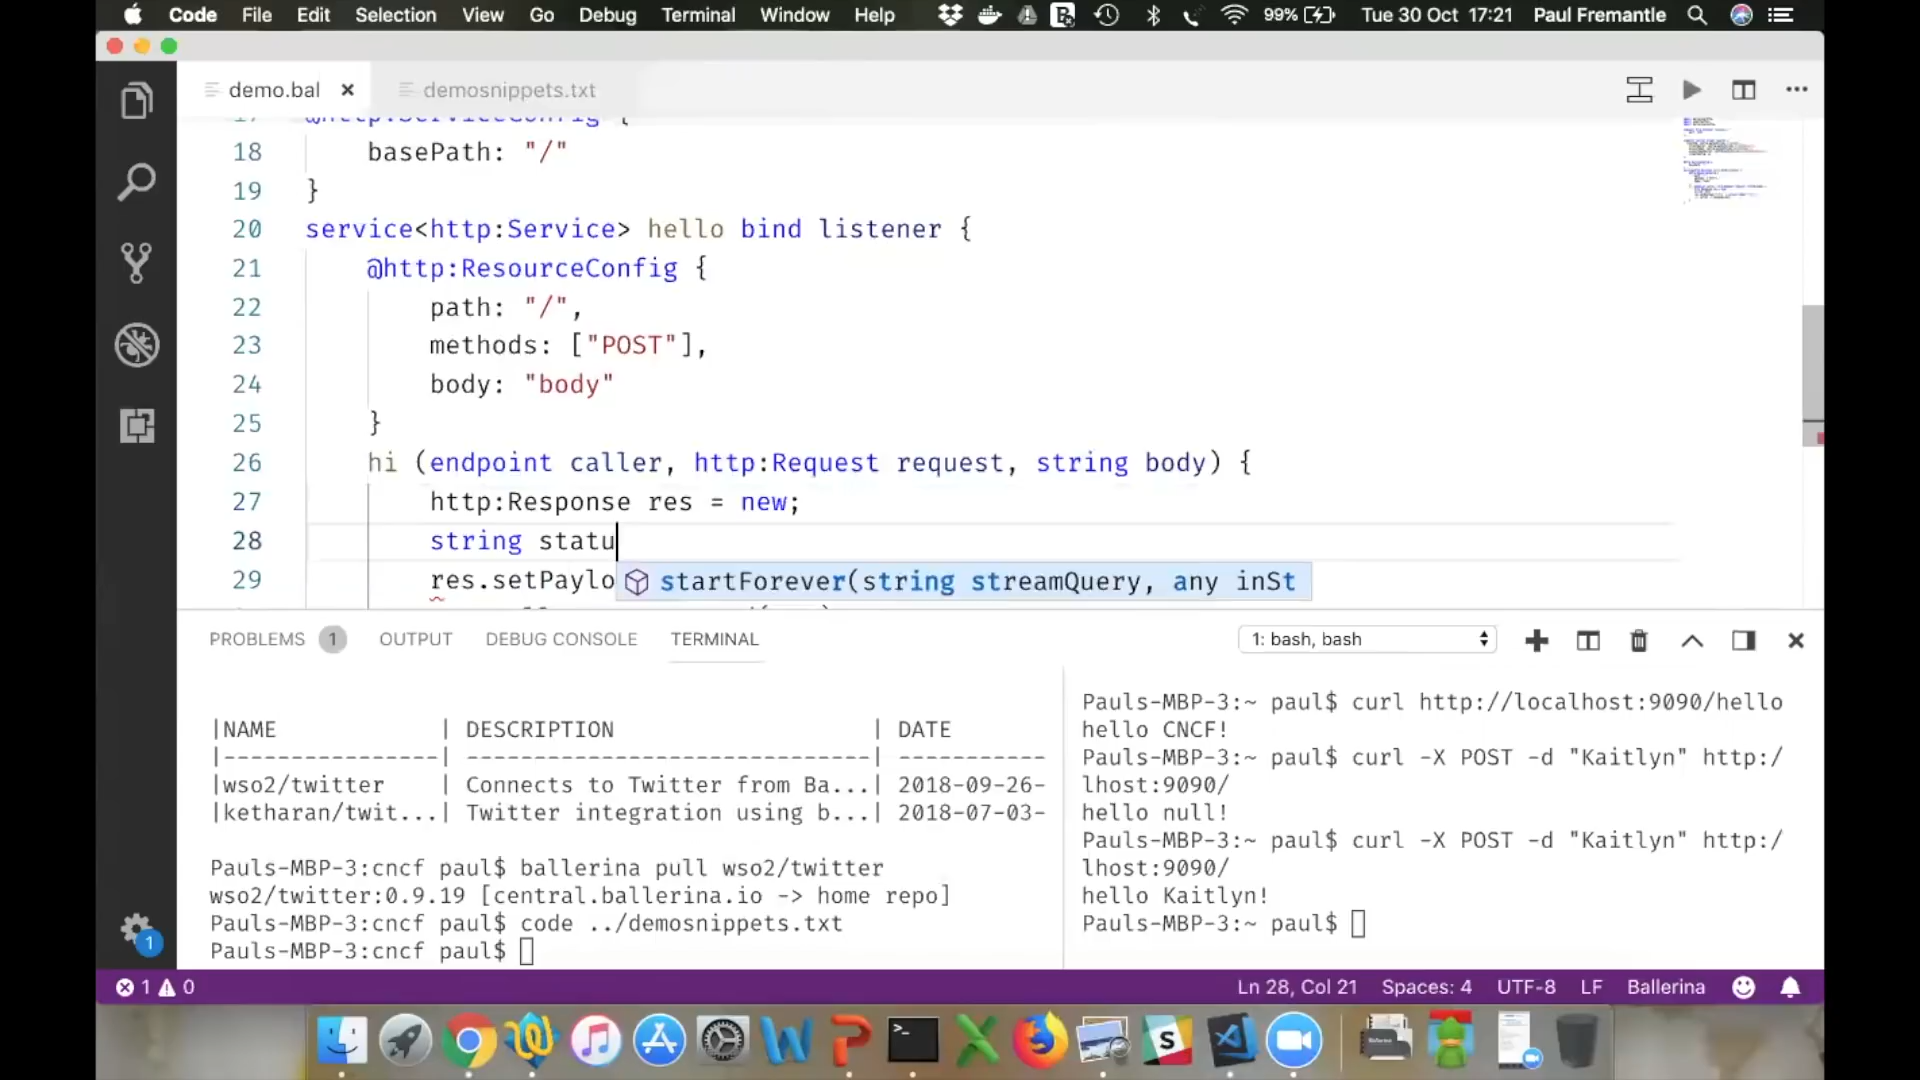 Code File Edit Selection View Go Debug Terminal Window Help 99% Tue 30 Oct 17:21 Paul Fremantle
demo.bal demosnippets.txt
17 @http:ServiceConfig {
18 basePath: "/"
19 }
20 service<http:Service> hello bind listener {
21 @http:ResourceConfig {
22 path: "/",
23 methods: ["POST"],
24 body: "body"
25 }
26 hi (endpoint caller, http:Request request, string body) {
27 http:Response res = new;
28 string statu
29 res.setPaylo startForever(string streamQuery, any inSt
PROBLEMS 1 OUTPUT DEBUG CONSOLE TERMINAL 1: bash, bash
|NAME | DESCRIPTION | DATE
|----------------| ------------------------------| -----------
|wso2/twitter | Connects to Twitter from Ba...| 2018-09-26-
|ketharan/twit...| Twitter integration using b...| 2018-07-03-
Pauls-MBP-3:cncf paul$ ballerina pull wso2/twitter
wso2/twitter:0.9.19 [central.ballerina.io -> home repo]
Pauls-MBP-3:cncf paul$ code ../demosnippets.txt
Pauls-MBP-3:cncf paul$
Pauls-MBP-3:~ paul$ curl http://localhost:9090/hello
hello CNCF!
Pauls-MBP-3:~ paul$ curl -X POST -d "Kaitlyn" http:/
lhost:9090/
hello null!
Pauls-MBP-3:~ paul$ curl -X POST -d "Kaitlyn" http:/
lhost:9090/
hello Kaitlyn!
Pauls-MBP-3:~ paul$
1
1 0 Ln 28, Col 21 Spaces: 4 UTF-8 LF Ballerina